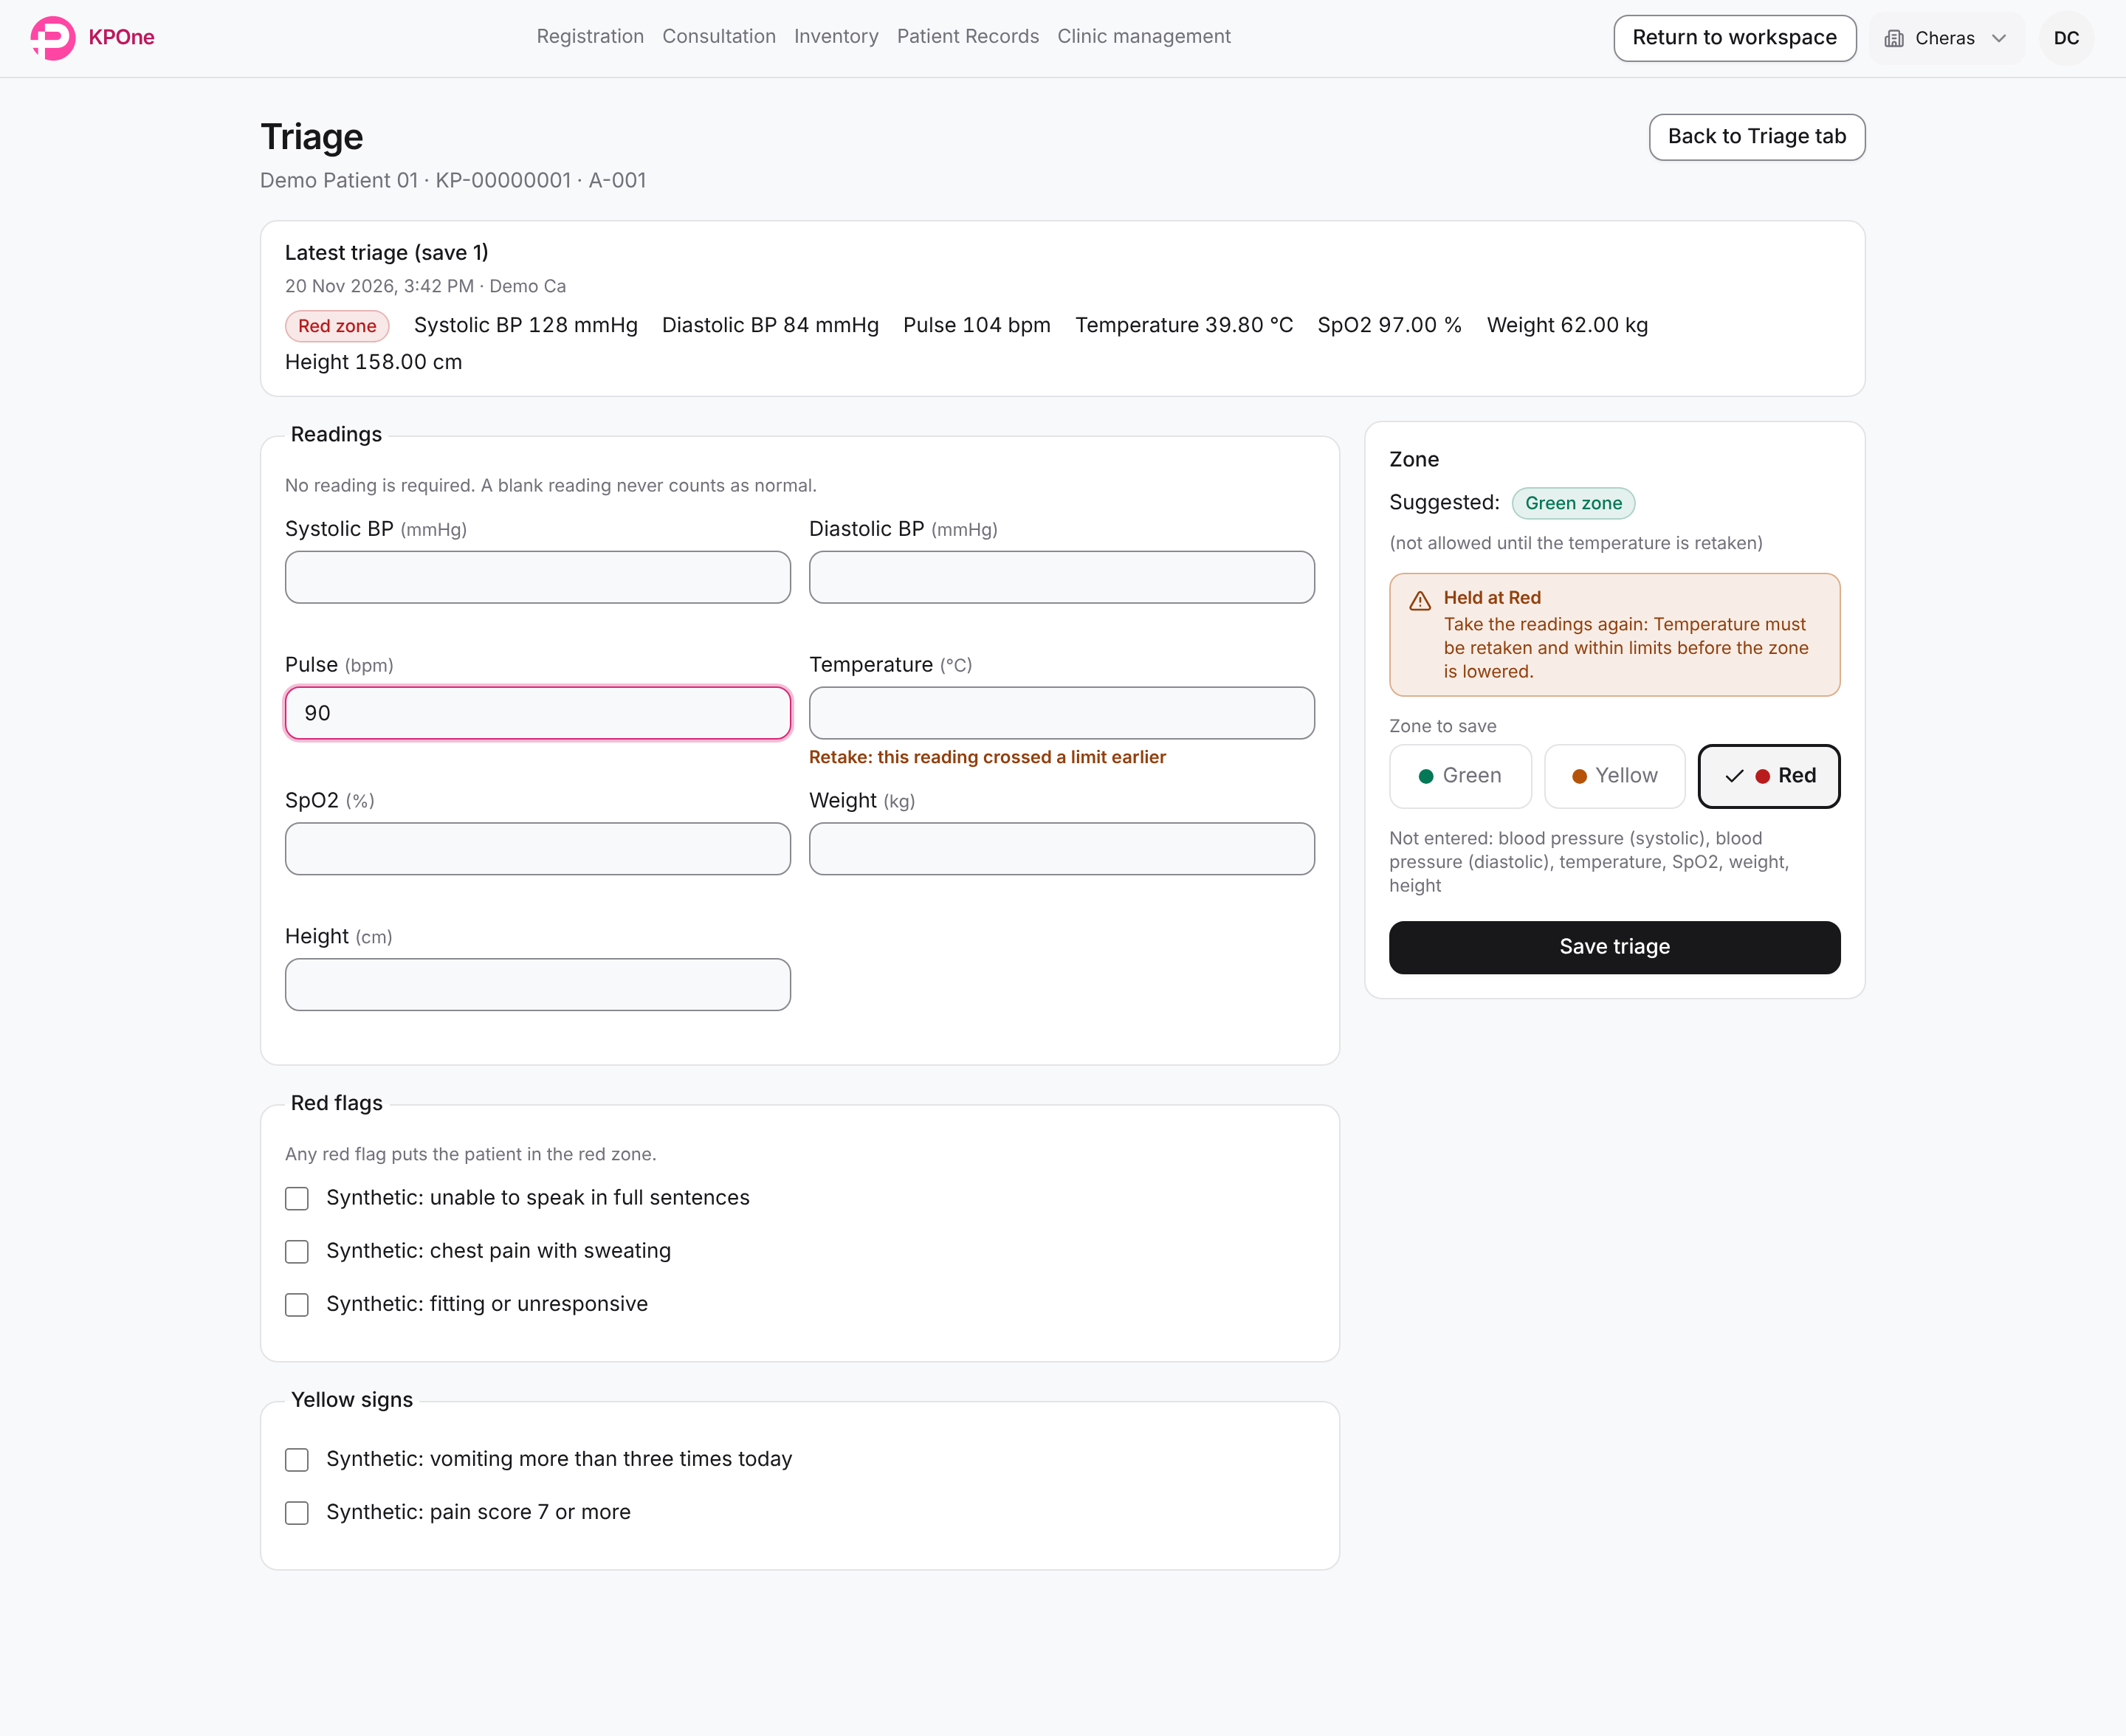 KPOne
Registration Consultation Inventory Patient Records Clinic management
Return to workspace
Cheras
DC
Triage
Back to Triage tab
Demo Patient 01 · KP-00000001 · A-001
Latest triage (save 1)
20 Nov 2026, 3:42 PM · Demo Ca
Red zone Systolic BP 128 mmHg Diastolic BP 84 mmHg Pulse 104 bpm Temperature 39.80 °C SpO2 97.00 % Weight 62.00 kg
Height 158.00 cm
Readings
No reading is required. A blank reading never counts as normal.
Systolic BP (mmHg)
Diastolic BP (mmHg)
Pulse (bpm)
90
Temperature (°C)
Retake: this reading crossed a limit earlier
SpO2 (%)
Weight (kg)
Height (cm)
Zone
Suggested: Green zone
(not allowed until the temperature is retaken)
Held at Red
Take the readings again: Temperature must
be retaken and within limits before the zone
is lowered.
Zone to save
Green
Yellow
Red
Not entered: blood pressure (systolic), blood
pressure (diastolic), temperature, SpO2, weight,
height
Save triage
Red flags
Any red flag puts the patient in the red zone.
Synthetic: unable to speak in full sentences
Synthetic: chest pain with sweating
Synthetic: fitting or unresponsive
Yellow signs
Synthetic: vomiting more than three times today
Synthetic: pain score 7 or more